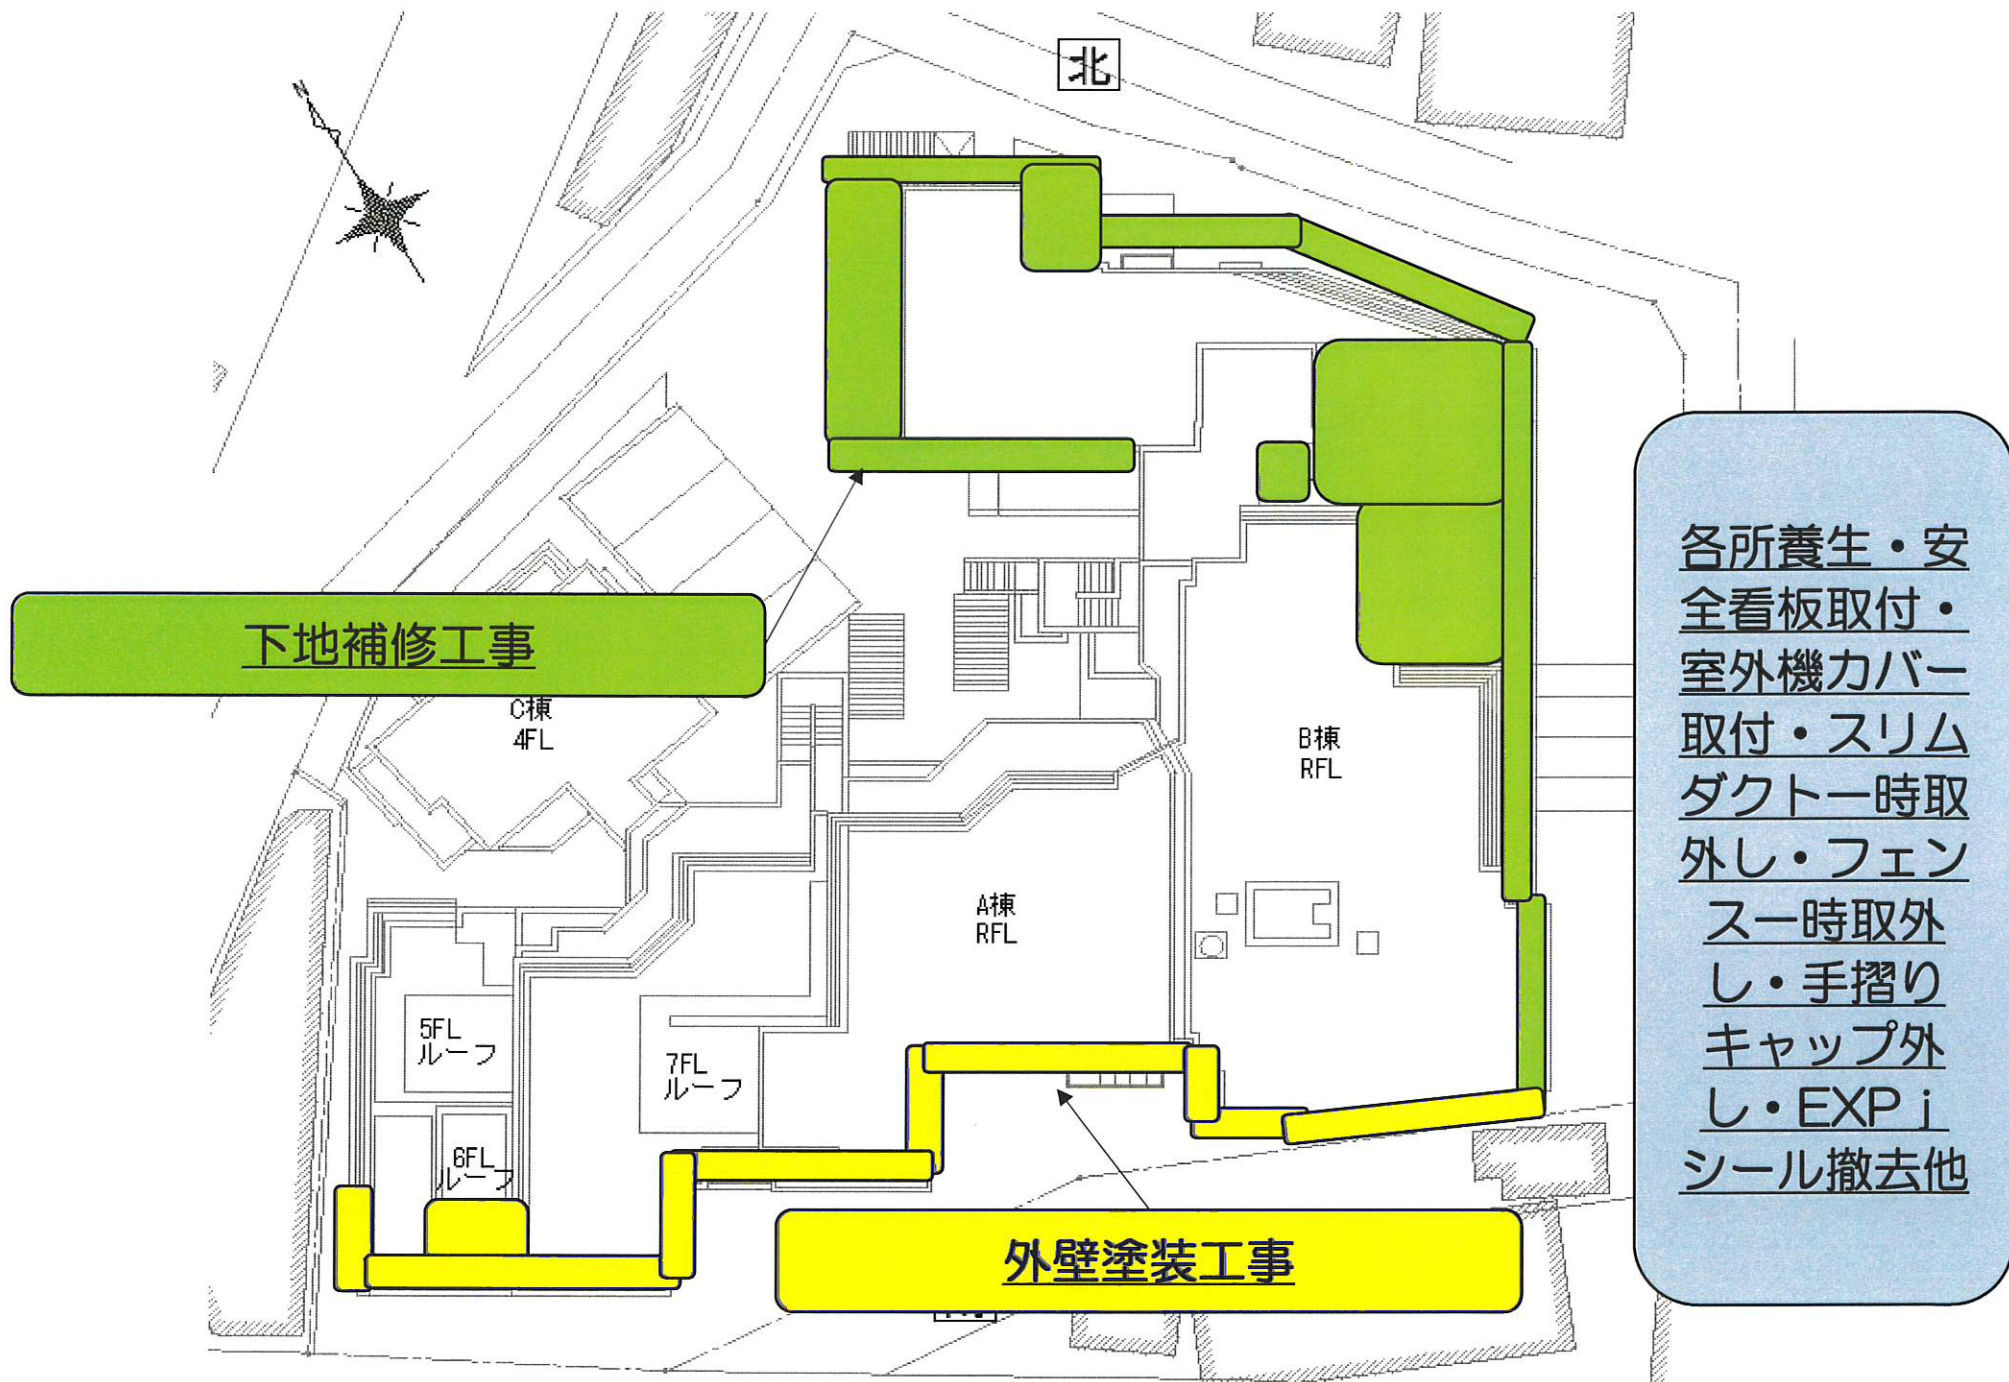 北
N
下地補修工事
C棟
4FL
B棟
RFL
A棟
RFL
5FL
ルーフ
7FL
ルーフ
6FL
ルーフ
外壁塗装工事
各所養生・安
全看板取付・
室外機カバー
取付・スリム
ダクト一時取
外し・フェン
ス一時取外
し・手摺り
キャップ外
し・EXPj
シール撤去他